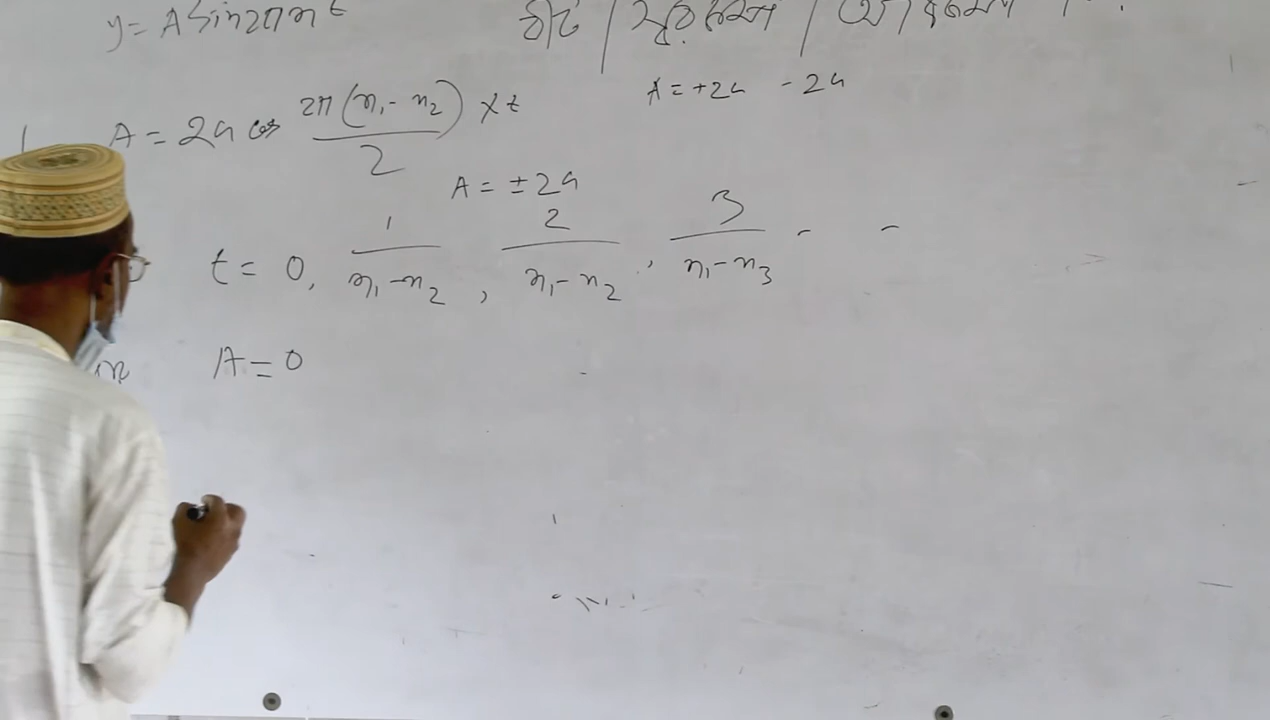 y = A Sin2πn t
A = +2a - 2a
A = 2a cos 2π(n₁ - n₂)/2 × t
A = ± 2a
t = 0, 1/(n₁ - n₂), 2/(n₁ - n₂), 3/(n₁ - n₃) - -
A = 0